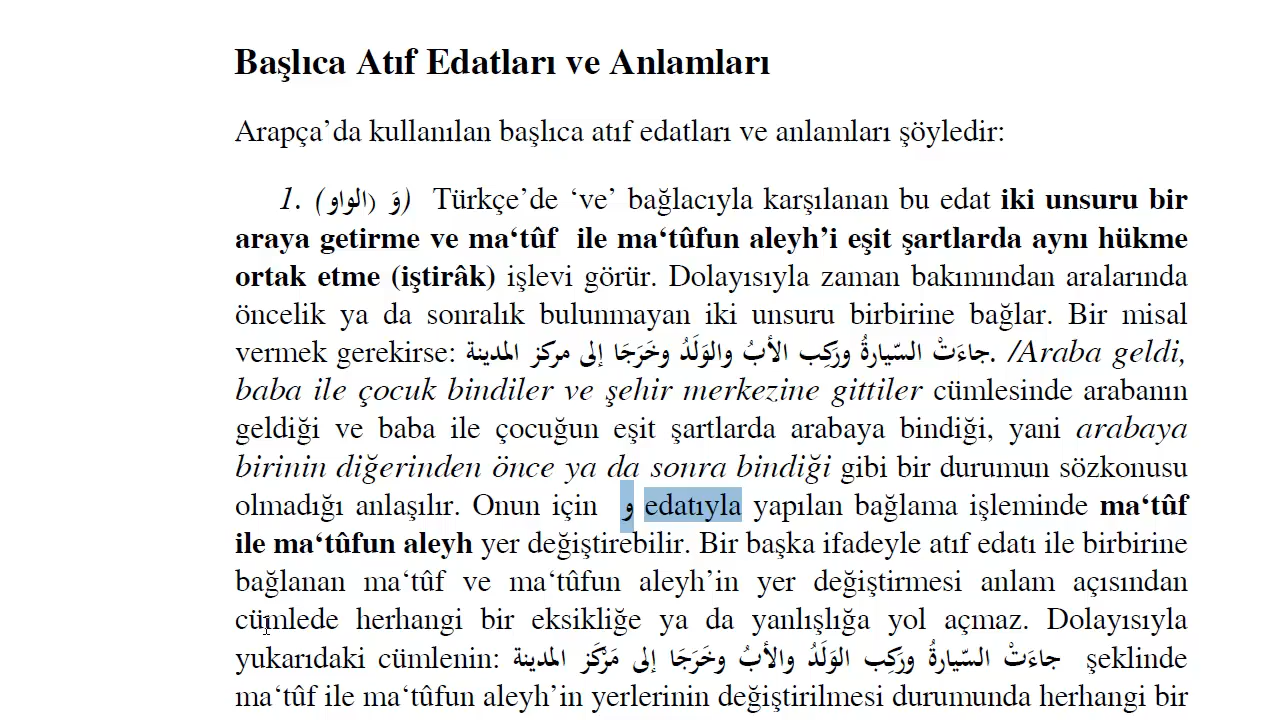 Başlıca Atıf Edatları ve Anlamları
Arapça’da kullanılan başlıca atıf edatları ve anlamları şöyledir:
1. (وَ (الواو) Türkçe’de ‘ve’ bağlacıyla karşılanan bu edat iki unsuru bir
araya getirme ve ma‘tûf ile ma‘tûfun aleyh’i eşit şartlarda aynı hükme
ortak etme (iştirâk) işlevi görür. Dolayısıyla zaman bakımından aralarında
öncelik ya da sonralık bulunmayan iki unsuru birbirine bağlar. Bir misal
vermek gerekirse: جاءَتْ السّيارةُ ورَكِب الأبُ والوَلَدُ وخَرَجَا إلى مركز المدينة. /Araba geldi,
baba ile çocuk bindiler ve şehir merkezine gittiler cümlesinde arabanın
geldiği ve baba ile çocuğun eşit şartlarda arabaya bindiği, yani arabaya
birinin diğerinden önce ya da sonra bindiği gibi bir durumun sözkonusu
olmadığı anlaşılır. Onun için و edatıyla yapılan bağlama işleminde ma‘tûf
ile ma‘tûfun aleyh yer değiştirebilir. Bir başka ifadeyle atıf edatı ile birbirine
bağlanan ma‘tûf ve ma‘tûfun aleyh’in yer değiştirmesi anlam açısından
cümlede herhangi bir eksikliğe ya da yanlışlığa yol açmaz. Dolayısıyla
yukarıdaki cümlenin: جاءَتْ السّيارةُ ورَكِب الوَلَدُ والأبُ وخَرَجَا إلى مَرْكَز المدينة şeklinde
ma‘tûf ile ma‘tûfun aleyh’in yerlerinin değiştirilmesi durumunda herhangi bir